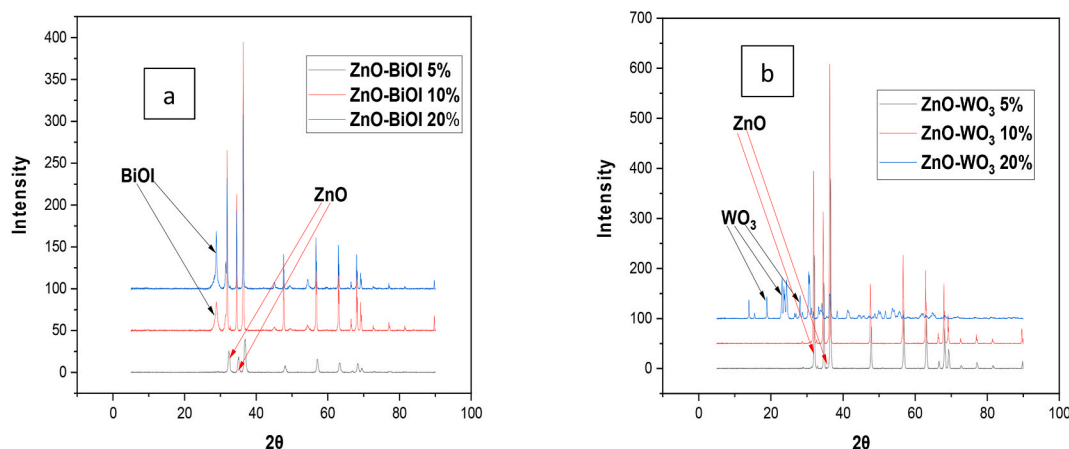 a
ZnO-BiOI 5%
ZnO-BiOI 10%
ZnO-BiOI 20%
BiOI
ZnO
Intensity
400
350
300
250
200
150
100
50
0
0 20 40 60 80 100
2θ
b
ZnO-WO₃ 5%
ZnO-WO₃ 10%
ZnO-WO₃ 20%
ZnO
WO₃
Intensity
700
600
500
400
300
200
100
0
0 20 40 60 80 100
2θ